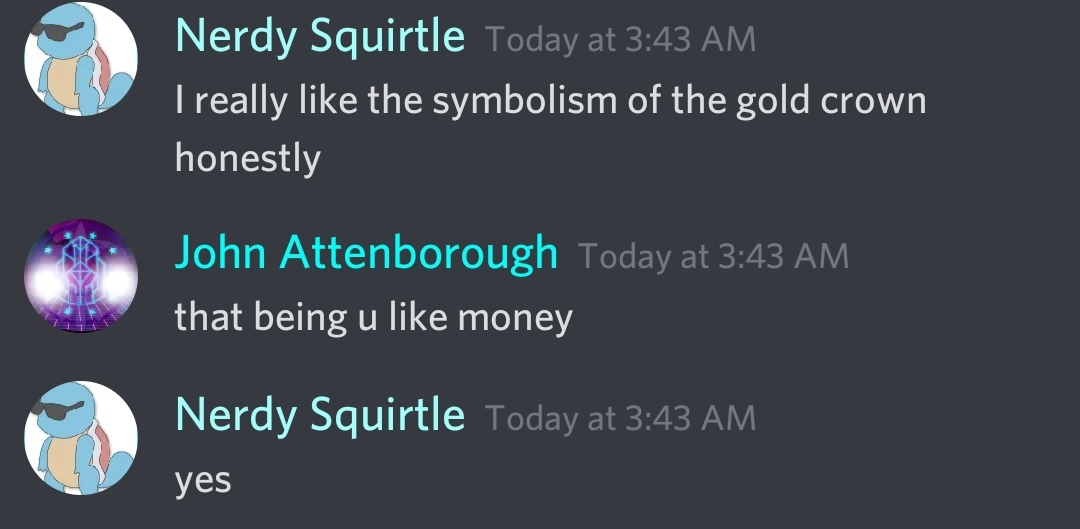 Nerdy Squirtle Today at 3:43 AM
I really like the symbolism of the gold crown
honestly
John Attenborough Today at 3:43 AM
that being u like money
Nerdy Squirtle Today at 3:43 AM
yes